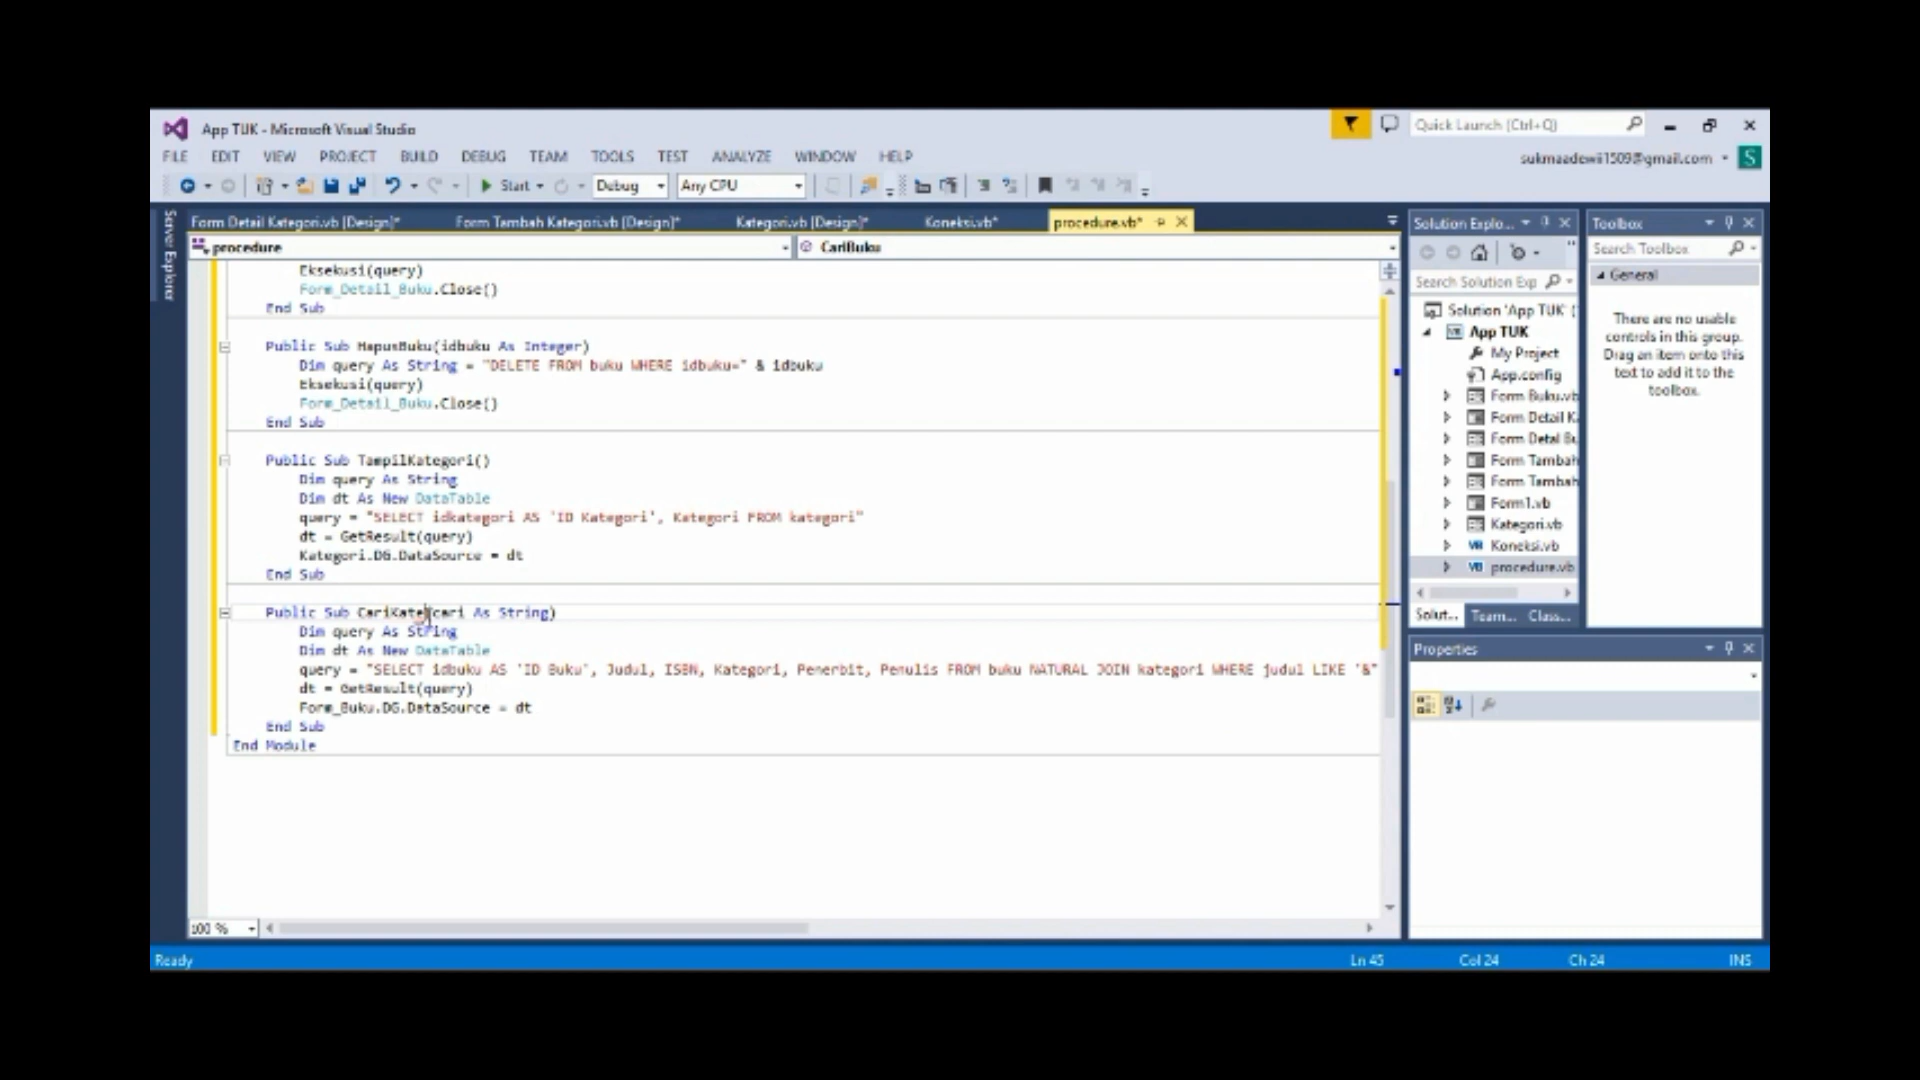 App TUK - Microsoft Visual Studio
Quick Launch (Ctrl+Q)
FILE EDIT VIEW PROJECT BUILD DEBUG TEAM TOOLS TEST ANALYZE WINDOW HELP
sukmaadewii1509@gmail.com S
Start Debug Any CPU
Server Explorer
Form Detail Kategori.vb [Design]* Form Tambah Kategori.vb [Design]* Kategori.vb [Design]* Koneksi.vb* procedure.vb*
procedure CariBuku
Eksekusi(query)
Form_Detail_Buku.Close()
End Sub
Public Sub HapusBuku(idbuku As Integer)
Dim query As String = "DELETE FROM buku WHERE idbuku=" & idbuku
Eksekusi(query)
Form_Detail_Buku.Close()
End Sub
Public Sub TampilKategori()
Dim query As String
Dim dt As New DataTable
query = "SELECT idkategori AS 'ID Kategori', Kategori FROM kategori"
dt = GetResult(query)
Kategori.DG.DataSource = dt
End Sub
Public Sub CariKate(cari As String)
Dim query As String
Dim dt As New DataTable
query = "SELECT idbuku AS 'ID Buku', Judul, ISBN, Kategori, Penerbit, Penulis FROM buku NATURAL JOIN kategori WHERE judul LIKE '&"
dt = GetResult(query)
Form_Buku.DG.DataSource = dt
End Sub
End Module
100 %
Solution Explo...
Search Solution Exp
Solution 'App TUK' (
App TUK
My Project
App.config
Form Buku.vb
Form Detail K
Form Detal Bu
Form Tambah
Form Tambah
Form1.vb
Kategori.vb
Koneksi.vb
procedure.vb
Solut... Team... Class...
Toolbox
Search Toolbox
General
There are no usable
controls in this group.
Drag an item onto this
text to add it to the
toolbox.
Properties
Ready Ln 45 Col 24 Ch 24 INS